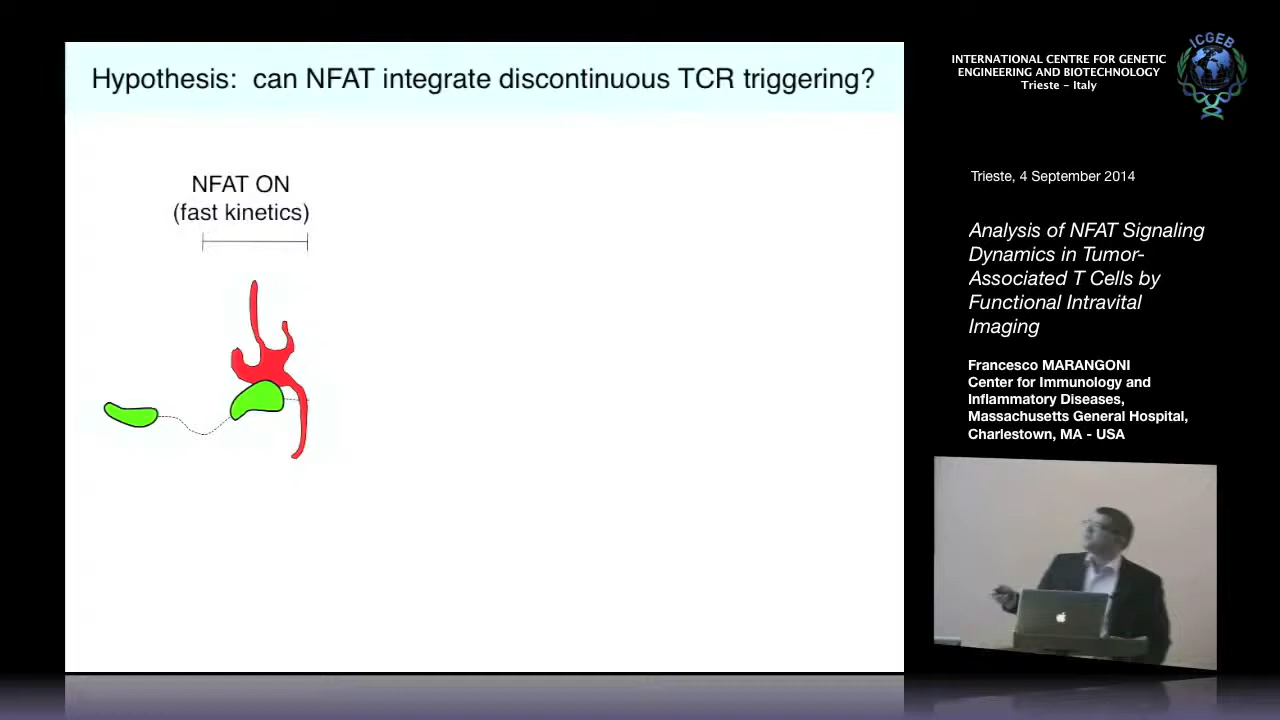 Hypothesis: can NFAT integrate discontinuous TCR triggering?
NFAT ON
(fast kinetics)
INTERNATIONAL CENTRE FOR GENETIC
ENGINEERING AND BIOTECHNOLOGY
Trieste - Italy
ICGEB
Trieste, 4 September 2014
Analysis of NFAT Signaling
Dynamics in Tumor-
Associated T Cells by
Functional Intravital
Imaging
Francesco MARANGONI
Center for Immunology and
Inflammatory Diseases,
Massachusetts General Hospital,
Charlestown, MA - USA